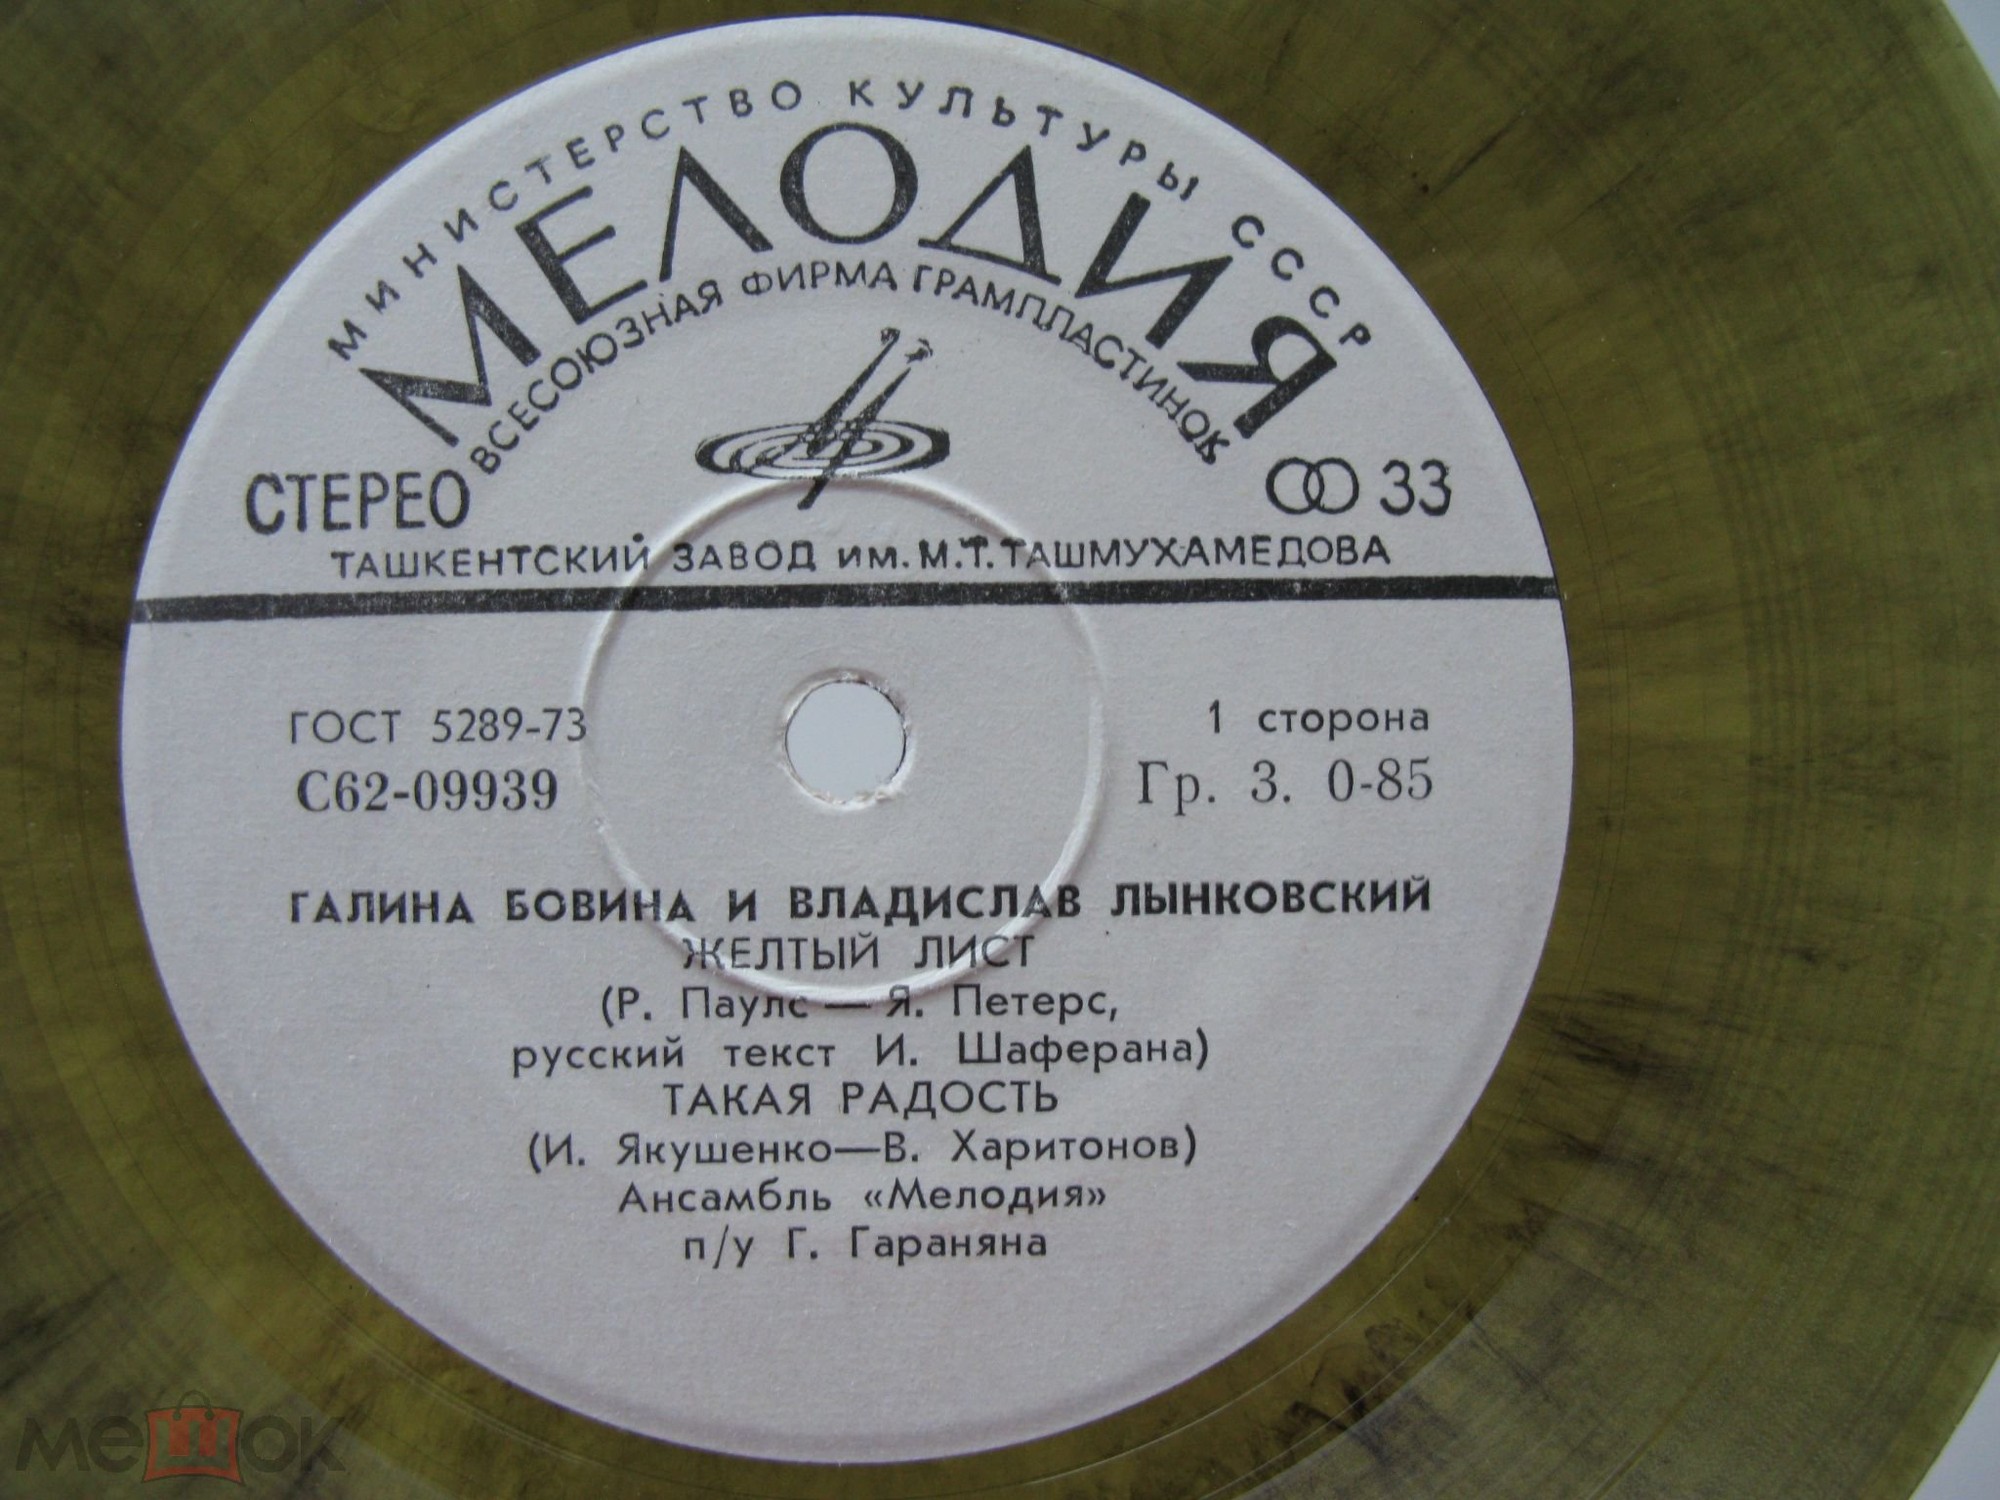 МИНИСТЕРСТВО КУЛЬТУРЫ СССР
МЕЛОДИЯ
ВСЕСОЮЗНАЯ ФИРМА ГРАМПЛАСТИНОК
СТЕРЕО 33
ТАШКЕНТСКИЙ ЗАВОД ИМ. М.Т. ТАШМУХАМЕДОВА
ГОСТ 5289-73 1 сторона
С62-09939 Гр. 3. 0-85
ГАЛИНА БОВИНА И ВЛАДИСЛАВ ЛЫНКОВСКИЙ
ЖЕЛТЫЙ ЛИСТ
(Р. Паулс — Я. Петерс,
русский текст И. Шаферана)
ТАКАЯ РАДОСТЬ
(И. Якушенко—В. Харитонов)
Ансамбль «Мелодия»
п/у Г. Гараняна
мешок